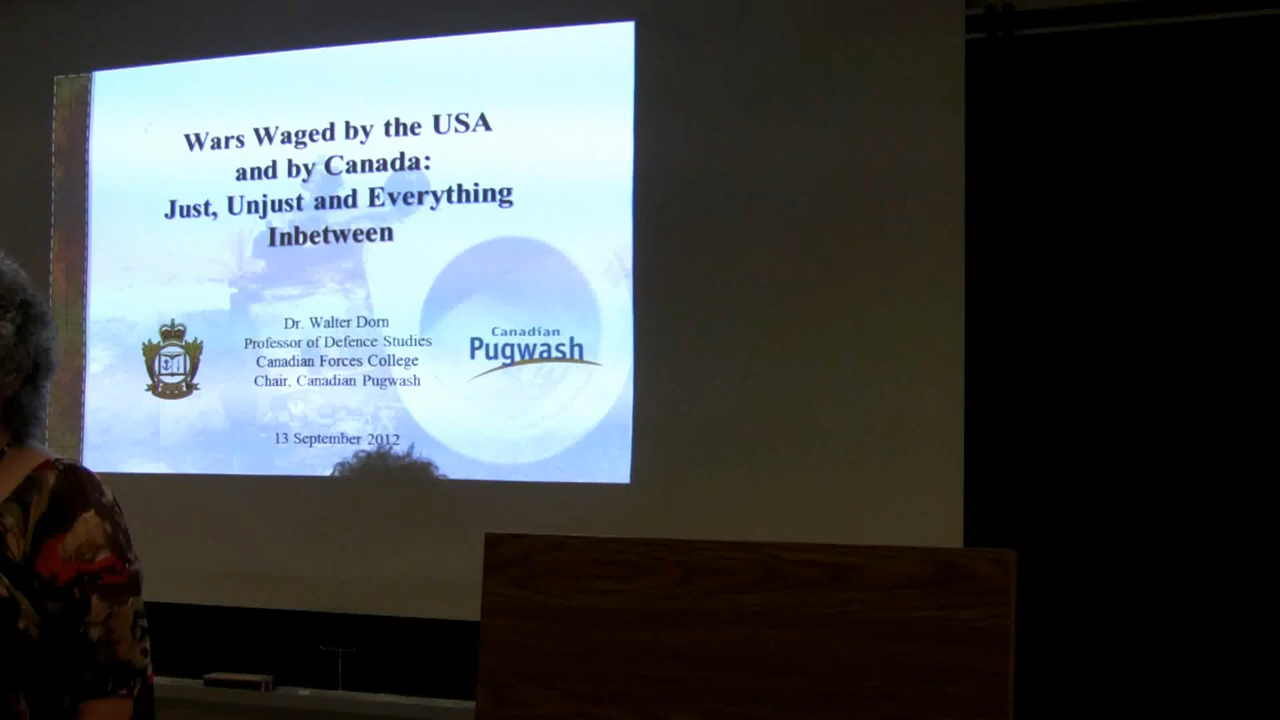 Wars Waged by the USA
and by Canada:
Just, Unjust and Everything
Inbetween
Dr. Walter Dorn
Professor of Defence Studies
Canadian Forces College
Chair, Canadian Pugwash
Canadian
Pugwash
13 September 2012